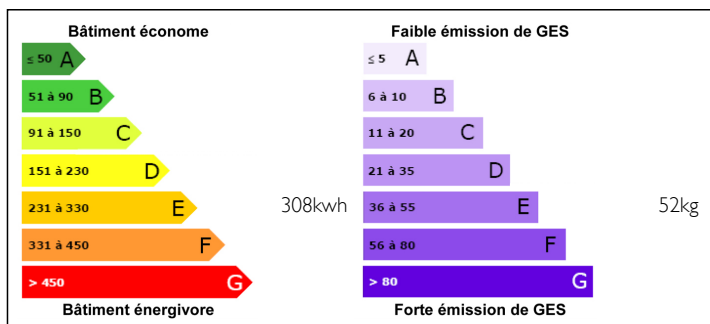 Bâtiment économe
≤ 50 A
51 à 90 B
91 à 150 C
151 à 230 D
231 à 330 E
308kwh
331 à 450 F
> 450 G
Bâtiment énergivore
Faible émission de GES
≤ 5 A
6 à 10 B
11 à 20 C
21 à 35 D
36 à 55 E
52kg
56 à 80 F
> 80 G
Forte émission de GES